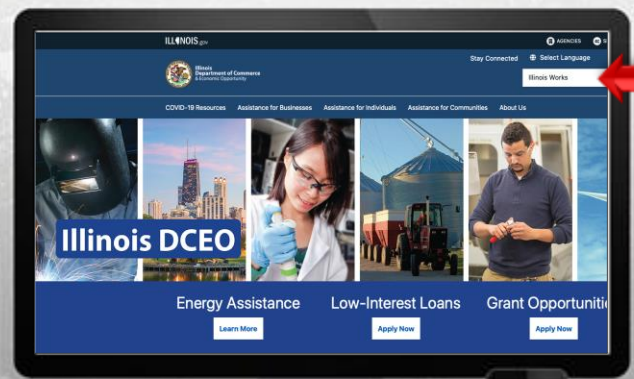 ILLINOIS.gov
AGENCIES
Stay Connected
Select Language
Illinois
Department of Commerce
& Economic Opportunity
Illinois Works
COVID-19 Resources
Assistance for Businesses
Assistance for Individuals
Assistance for Communities
About Us
Illinois DCEO
Energy Assistance
Low-Interest Loans
Grant Opportuniti
Learn More
Apply Now
Apply Now